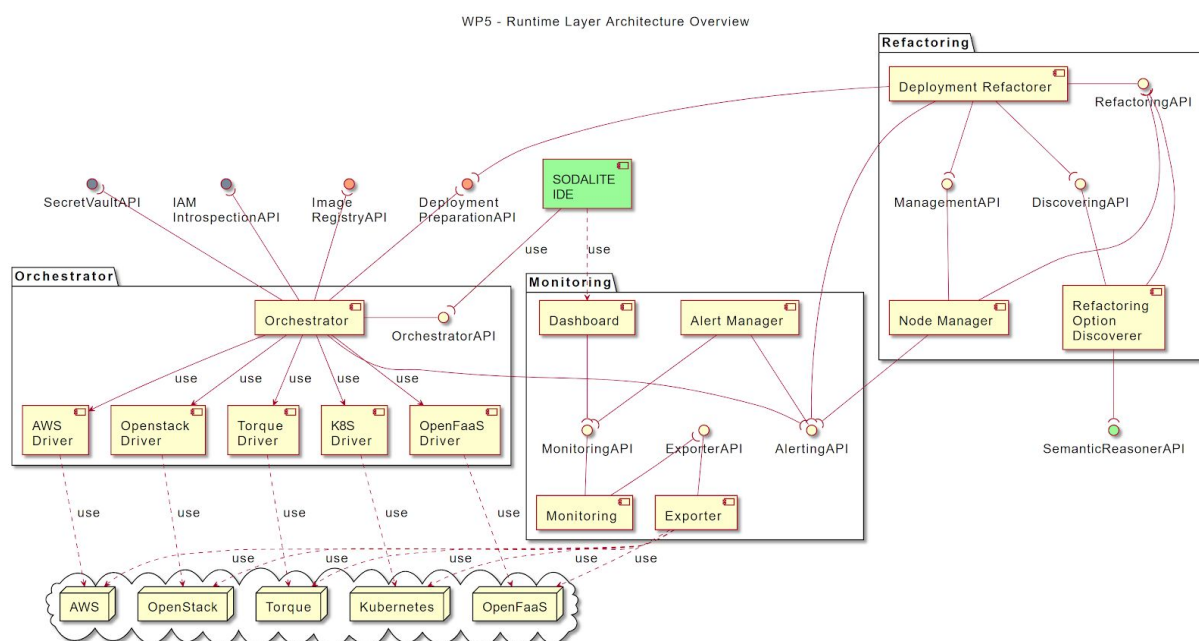 WP5 - Runtime Layer Architecture Overview
Refactoring
Deployment Refactorer
RefactoringAPI
SODALITE
IDE
SecretVaultAPI
IAM
IntrospectionAPI
Image
RegistryAPI
Deployment
PreparationAPI
ManagementAPI
DiscoveringAPI
use
use
Orchestrator
Orchestrator
OrchestratorAPI
Monitoring
Dashboard
Alert Manager
Node Manager
Refactoring
Option
Discoverer
use
use
use
use
use
AWS
Driver
Openstack
Driver
Torque
Driver
K8S
Driver
OpenFaaS
Driver
MonitoringAPI
ExporterAPI
AlertingAPI
SemanticReasonerAPI
Monitoring
Exporter
use
use
use
use
use
use
use
use
use
use
AWS
OpenStack
Torque
Kubernetes
OpenFaaS